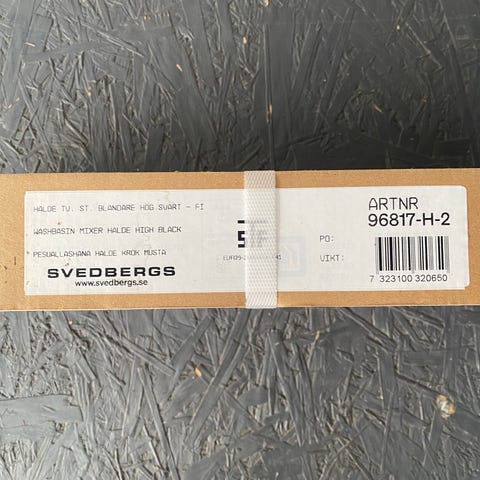 HALDE TV. ST. BLANDARE HÖG SVART - FI
WASHBASIN MIXER HALDE HIGH BLACK
PESUALLASHANA HALDE KROK MUSTA
SVEDBERGS
www.svedbergs.se
PO:
VIKT:
ARTNR
96817-H-2
7 323100 320650